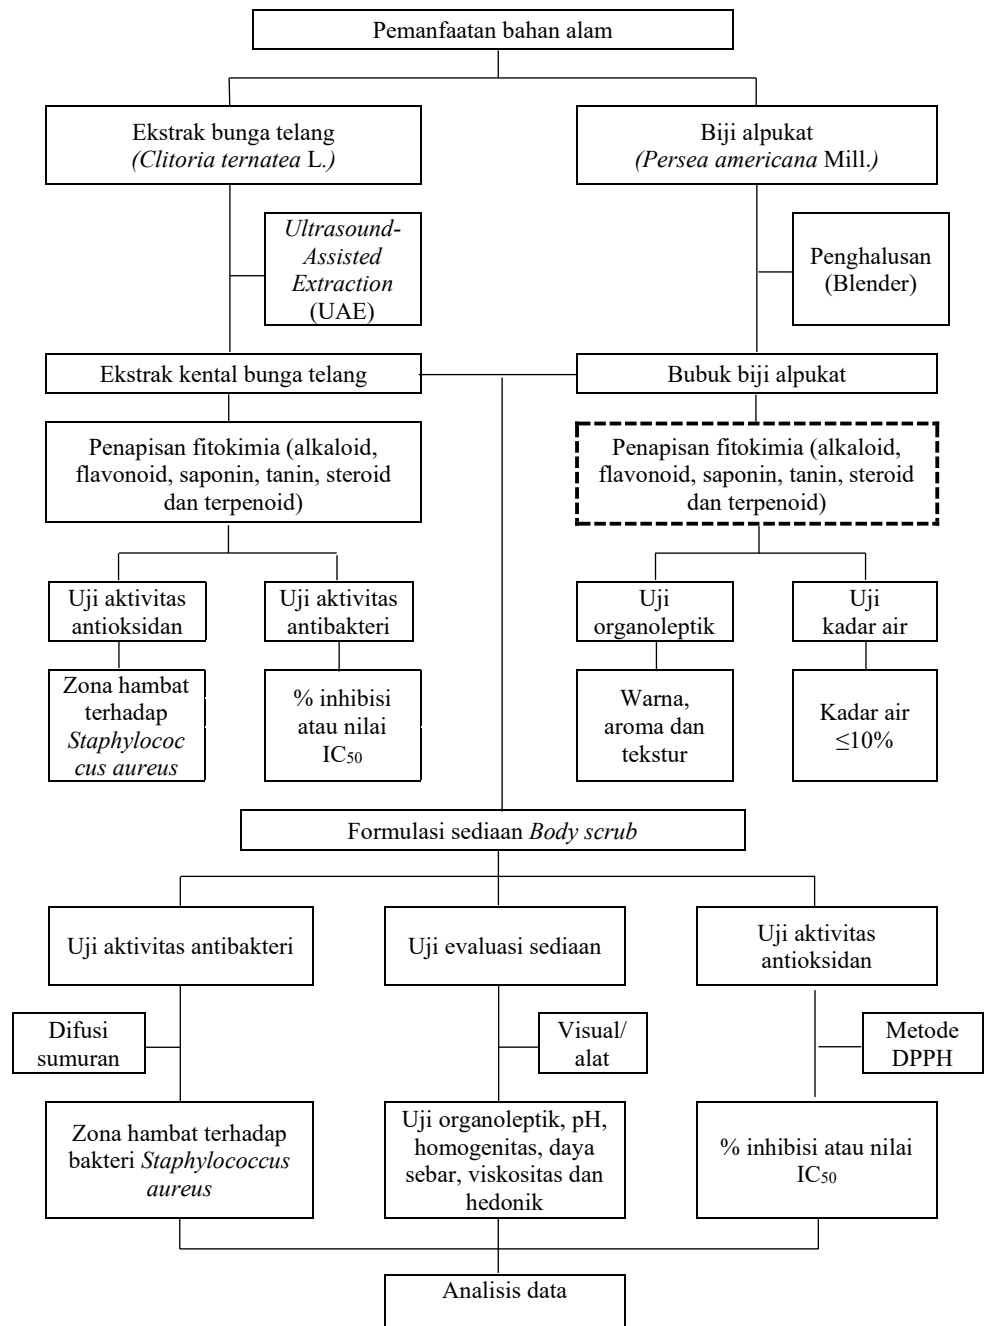 Pemanfaatan bahan alam
Ekstrak bunga telang
(Clitoria ternatea L.)
Biji alpukat
(Persea americana Mill.)
Ultrasound-
Assisted
Extraction
(UAE)
Penghalusan
(Blender)
Ekstrak kental bunga telang
Bubuk biji alpukat
Penapisan fitokimia (alkaloid,
flavonoid, saponin, tanin, steroid
dan terpenoid)
Penapisan fitokimia (alkaloid,
flavonoid, saponin, tanin, steroid
dan terpenoid)
Uji aktivitas
antioksidan
Uji aktivitas
antibakteri
Uji
organoleptik
Uji
kadar air
Zona hambat
terhadap
Staphylococ
cus aureus
% inhibisi
atau nilai
IC₅₀
Warna,
aroma dan
tekstur
Kadar air
≤10%
Formulasi sediaan Body scrub
Uji aktivitas antibakteri
Uji evaluasi sediaan
Uji aktivitas
antioksidan
Difusi
sumuran
Visual/
alat
Metode
DPPH
Zona hambat terhadap
bakteri Staphylococcus
aureus
Uji organoleptik, pH,
homogenitas, daya
sebar, viskositas dan
hedonik
% inhibisi atau nilai
IC₅₀
Analisis data